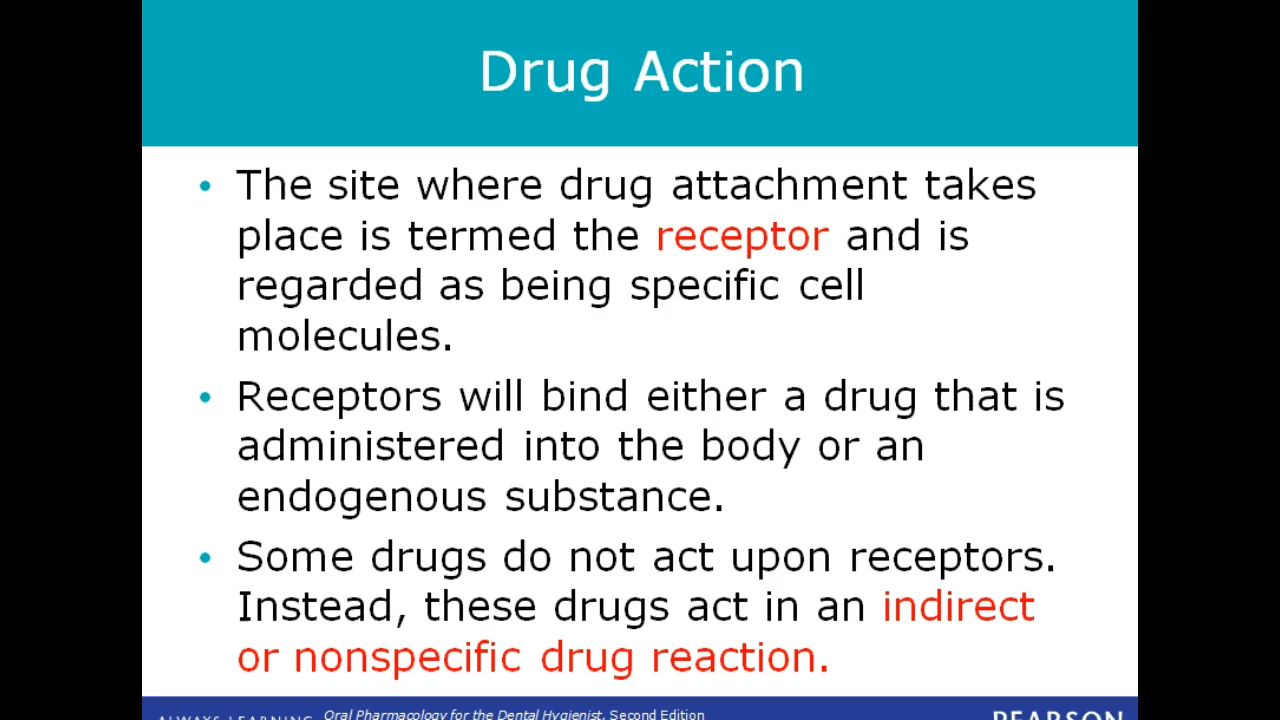 Drug Action
• The site where drug attachment takes
place is termed the receptor and is
regarded as being specific cell
molecules.
• Receptors will bind either a drug that is
administered into the body or an
endogenous substance.
• Some drugs do not act upon receptors.
Instead, these drugs act in an indirect
or nonspecific drug reaction.
ALWAYS LEARNING Oral Pharmacology for the Dental Hygienist, Second Edition PEARSON